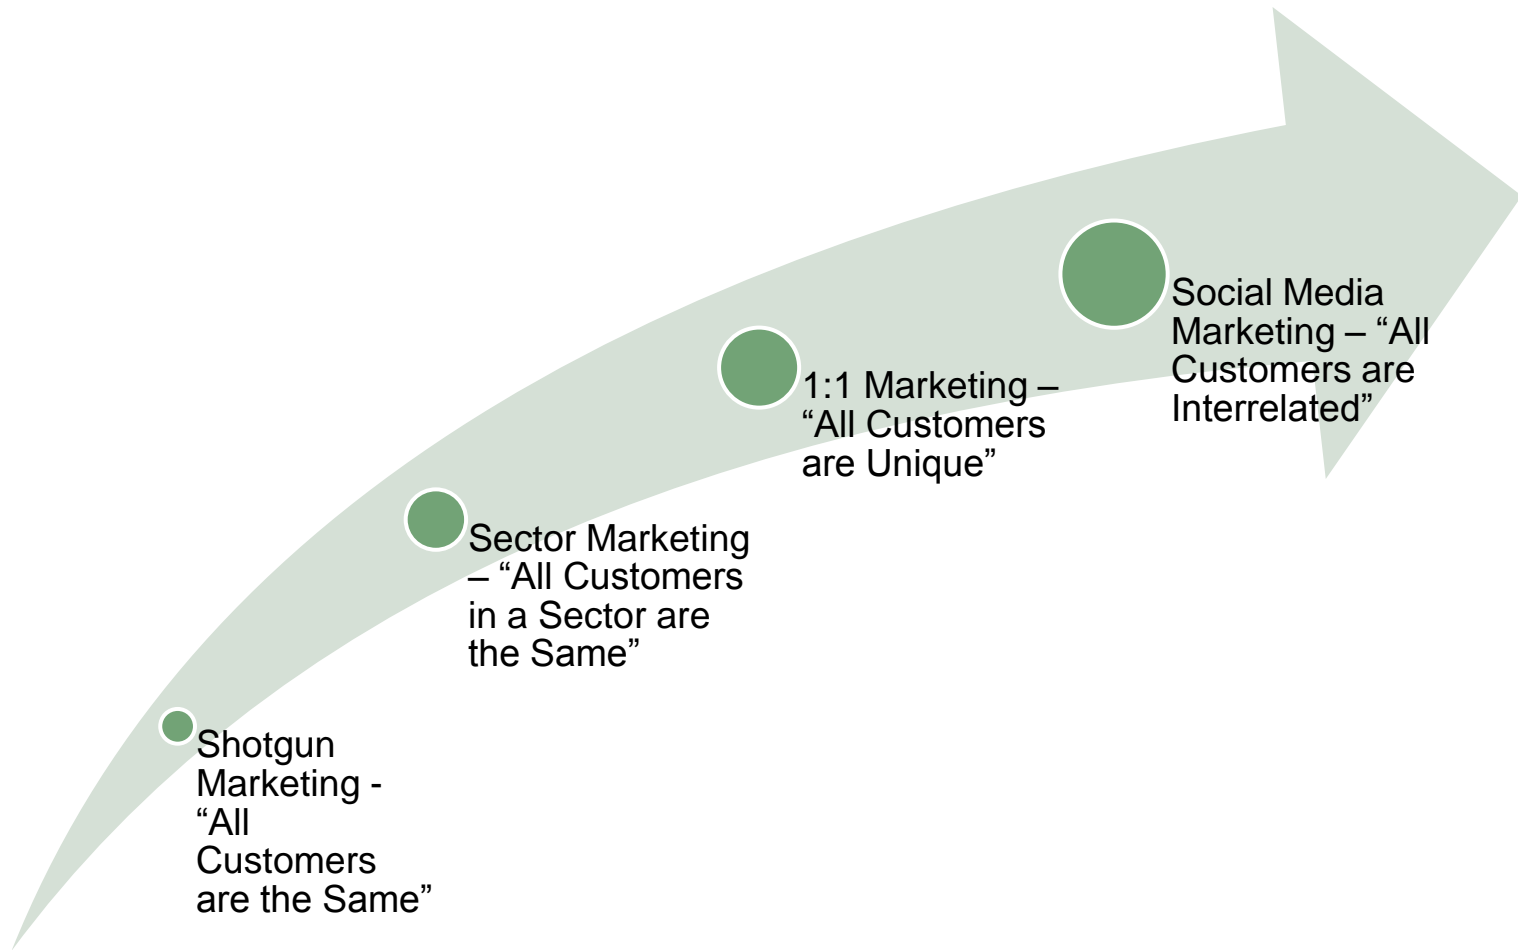 Shotgun
Marketing -
“All
Customers
are the Same”
Sector Marketing
– “All Customers
in a Sector are
the Same”
1:1 Marketing –
“All Customers
are Unique”
Social Media
Marketing – “All
Customers are
Interrelated”